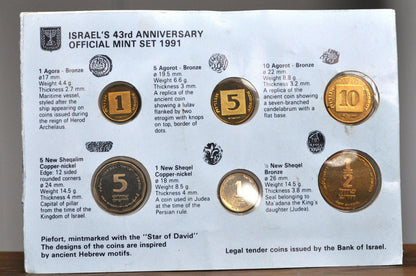 ISRAEL'S 43rd ANNIVERSARY
OFFICIAL MINT SET 1991
1 Agora - Bronze
ø17 mm.
Weight 4.4 g
Thickness 2.7 mm.
Maritime vessel,
styled after the
ship appearing on
coins issued during
the reign of Herod
Archelaus.
5 Agorot - Bronze
ø 19.5 mm
Weight 6.6 g.
Thickness 3 mm
A replica of the
ancient coin showing
a lulav flanked by two
etrogim with knops
on top, border of
dots.
10 Agorot - Bronze
ø 22 mm.
Weight 8.8 g.
Thickness 3.2 mm.
A replica of the
ancient coin showing
a seven-branched
candelabrum with a
flat base.
1
5
10
5 New Sheqalim
Copper-nickel
Edge: 12 sided
rounded corners
ø 24 mm.
Weight 14.5 g
Thickness 4 mm.
Capital of pillar
from the time of the
Kingdom of Israel.
1 New Sheqel
Copper-nickel
ø 18 mm.
Weight 8.5 g
Thickness 4 mm.
A coin used in Judea
at the time of the
Persian rule
½ New Sheqel
Bronze
ø 26 mm.
Weight 14.5 g
Thickness 3.8 mm.
Seal belonging to
Ma'adana the King's
daughter (Judea).
5
1
Piefort, mintmarked with the "Star of David"
The designs of the coins are inspired
by ancient Hebrew motifs.
Legal tender coins issued by the Bank of Israel.